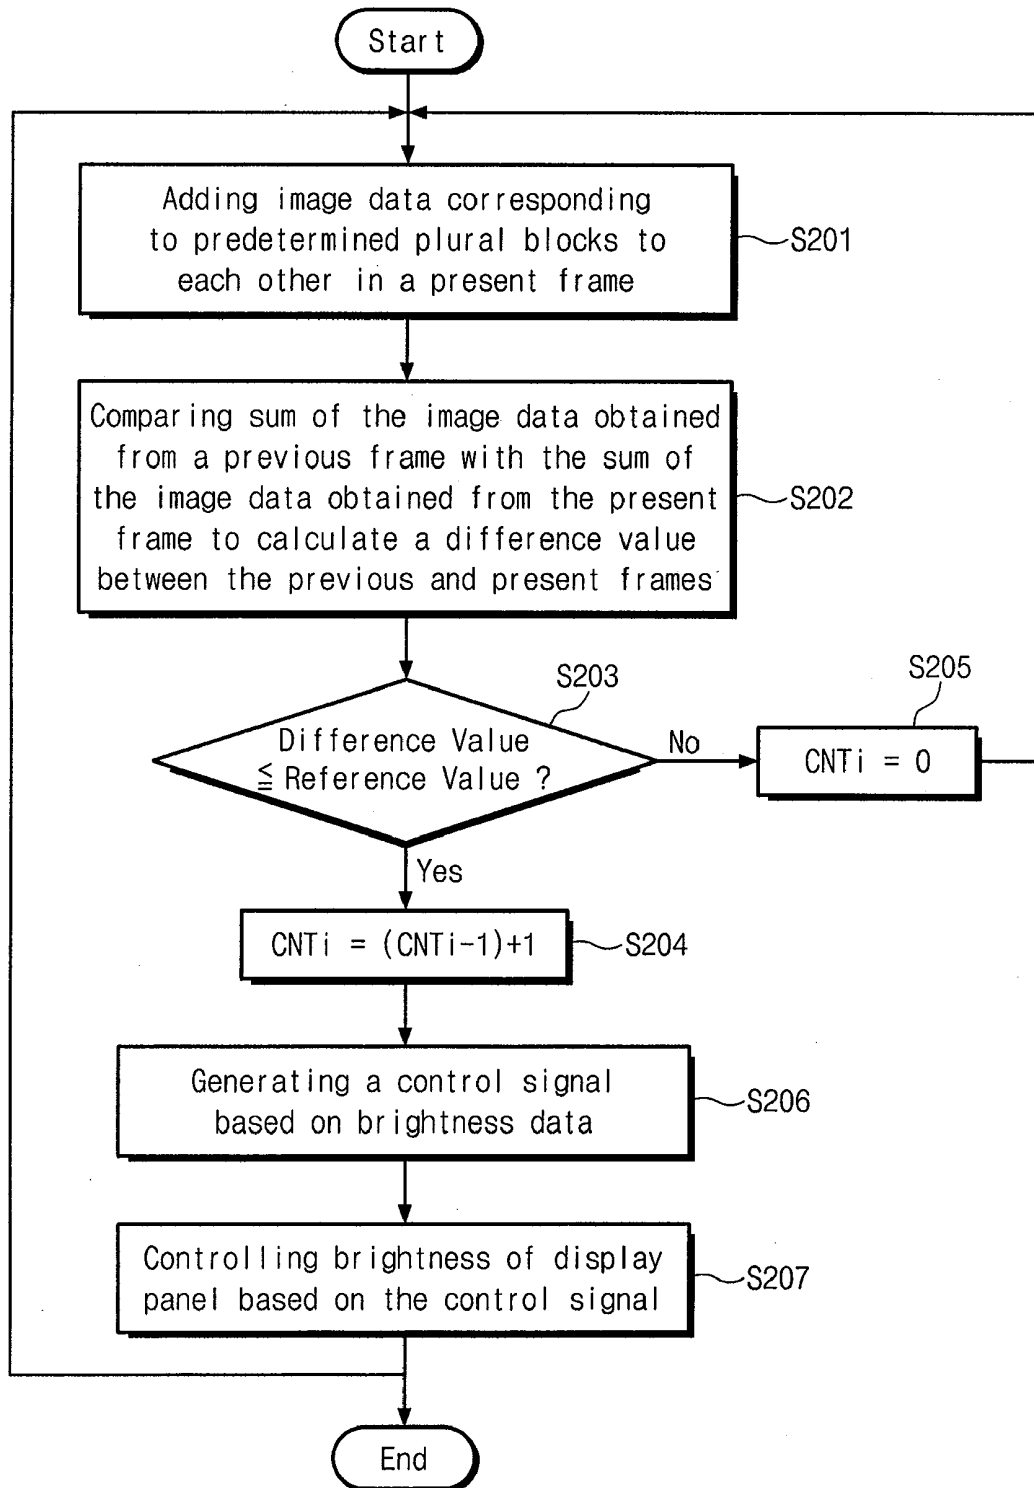 Start
Adding image data corresponding
to predetermined plural blocks to
each other in a present frame
S201
Comparing sum of the image data obtained
from a previous frame with the sum of
the image data obtained from the present
frame to calculate a difference value
between the previous and present frames
S202
S203
Difference Value
≦ Reference Value ?
No
S205
CNTi = 0
Yes
CNTi = (CNTi-1)+1
S204
Generating a control signal
based on brightness data
S206
Controlling brightness of display
panel based on the control signal
S207
End